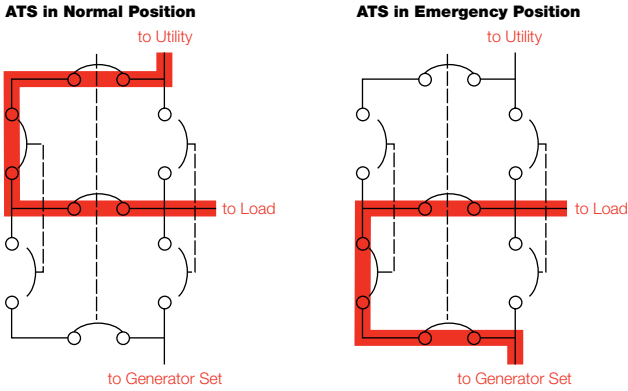 ATS in Normal Position
to Utility
to Load
to Generator Set
ATS in Emergency Position
to Utility
to Load
to Generator Set